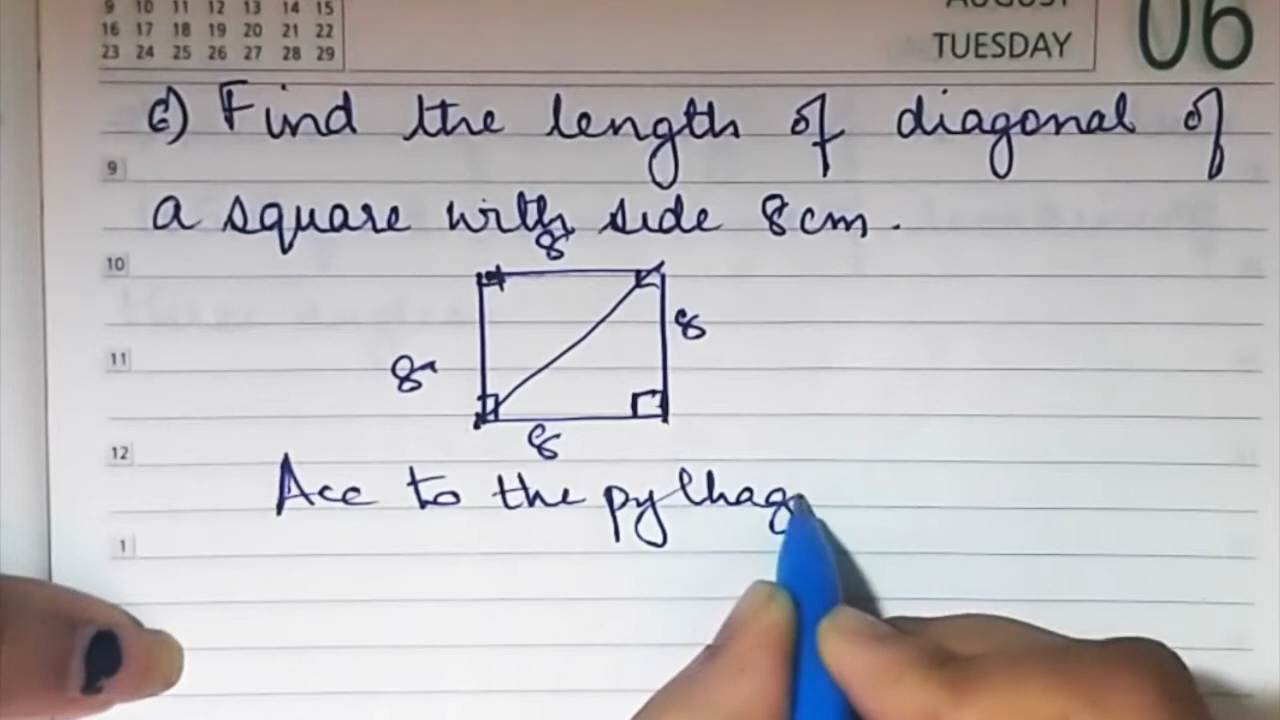 9 10 11 12 13 14 15
16 17 18 19 20 21 22
23 24 25 26 27 28 29
AUGUST
TUESDAY
06
6) Find the length of diagonal of
9
a square with side 8cm.
8
10
8
11
8
8
12
Acc to the pythag
1